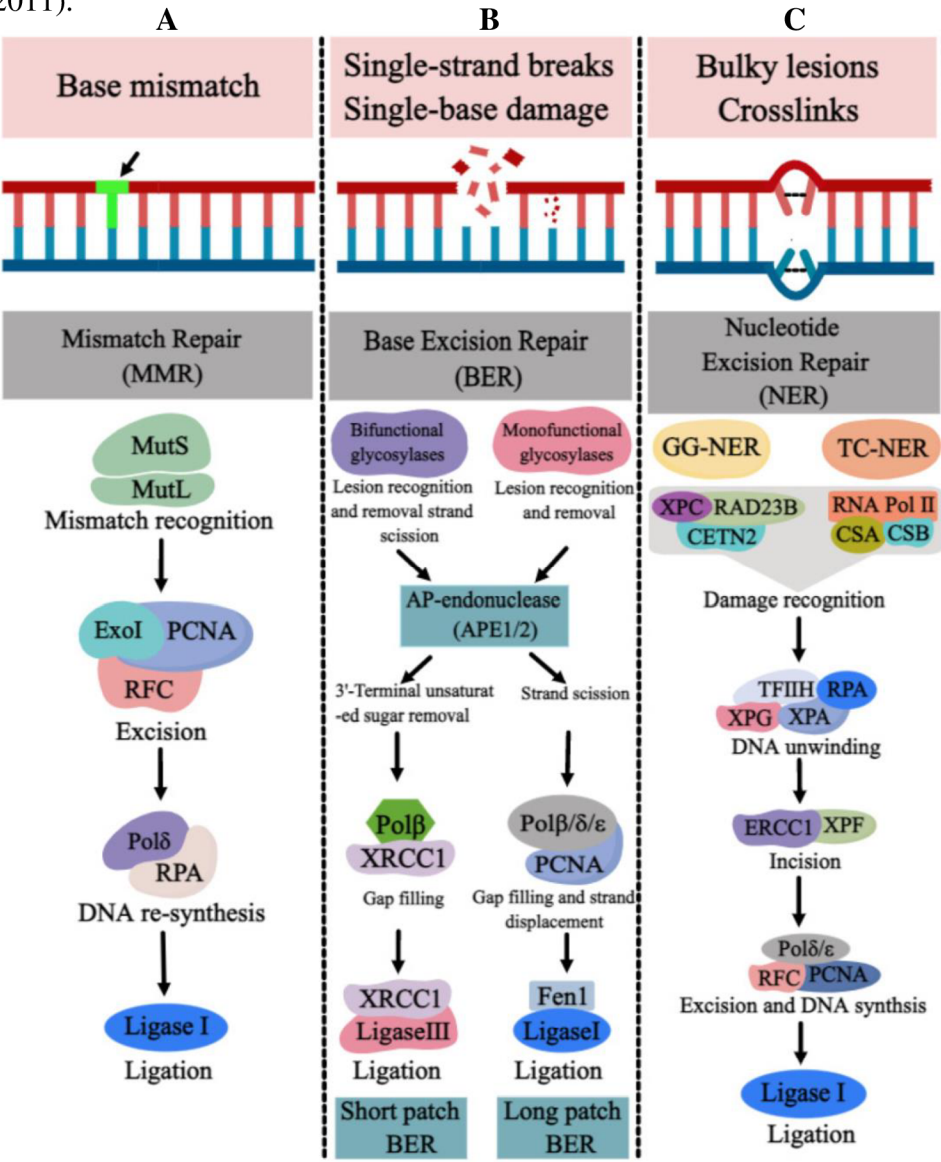 2011).
A
Base mismatch
Mismatch Repair
(MMR)
MutS
MutL
Mismatch recognition
ExoI
PCNA
RFC
Excision
Polδ
RPA
DNA re-synthesis
Ligase I
Ligation
B
Single-strand breaks
Single-base damage
Base Excision Repair
(BER)
Bifunctional
glycosylases
Lesion recognition
and removal strand
scission
Monofunctional
glycosylases
Lesion recognition
and removal
AP-endonuclease
(APE1/2)
3'-Terminal unsaturat
-ed sugar removal
Strand scission
Polβ
XRCC1
Gap filling
Polβ/δ/ε
PCNA
Gap filling and strand
displacement
XRCC1
LigaseIII
Ligation
Fen1
LigaseI
Ligation
Short patch
BER
Long patch
BER
C
Bulky lesions
Crosslinks
Nucleotide
Excision Repair
(NER)
GG-NER
TC-NER
XPC
RAD23B
CETN2
RNA Pol II
CSA
CSB
Damage recognition
TFIIH
RPA
XPG
XPA
DNA unwinding
ERCC1
XPF
Incision
Polδ/ε
RFC
PCNA
Excision and DNA synthsis
Ligase I
Ligation